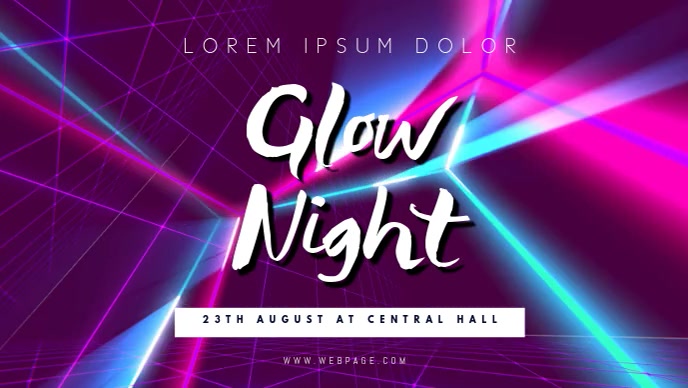 LOREM IPSUM DOLOR
Glow
Night
23TH AUGUST AT CENTRAL HALL
WWW.WEBPAGE.COM